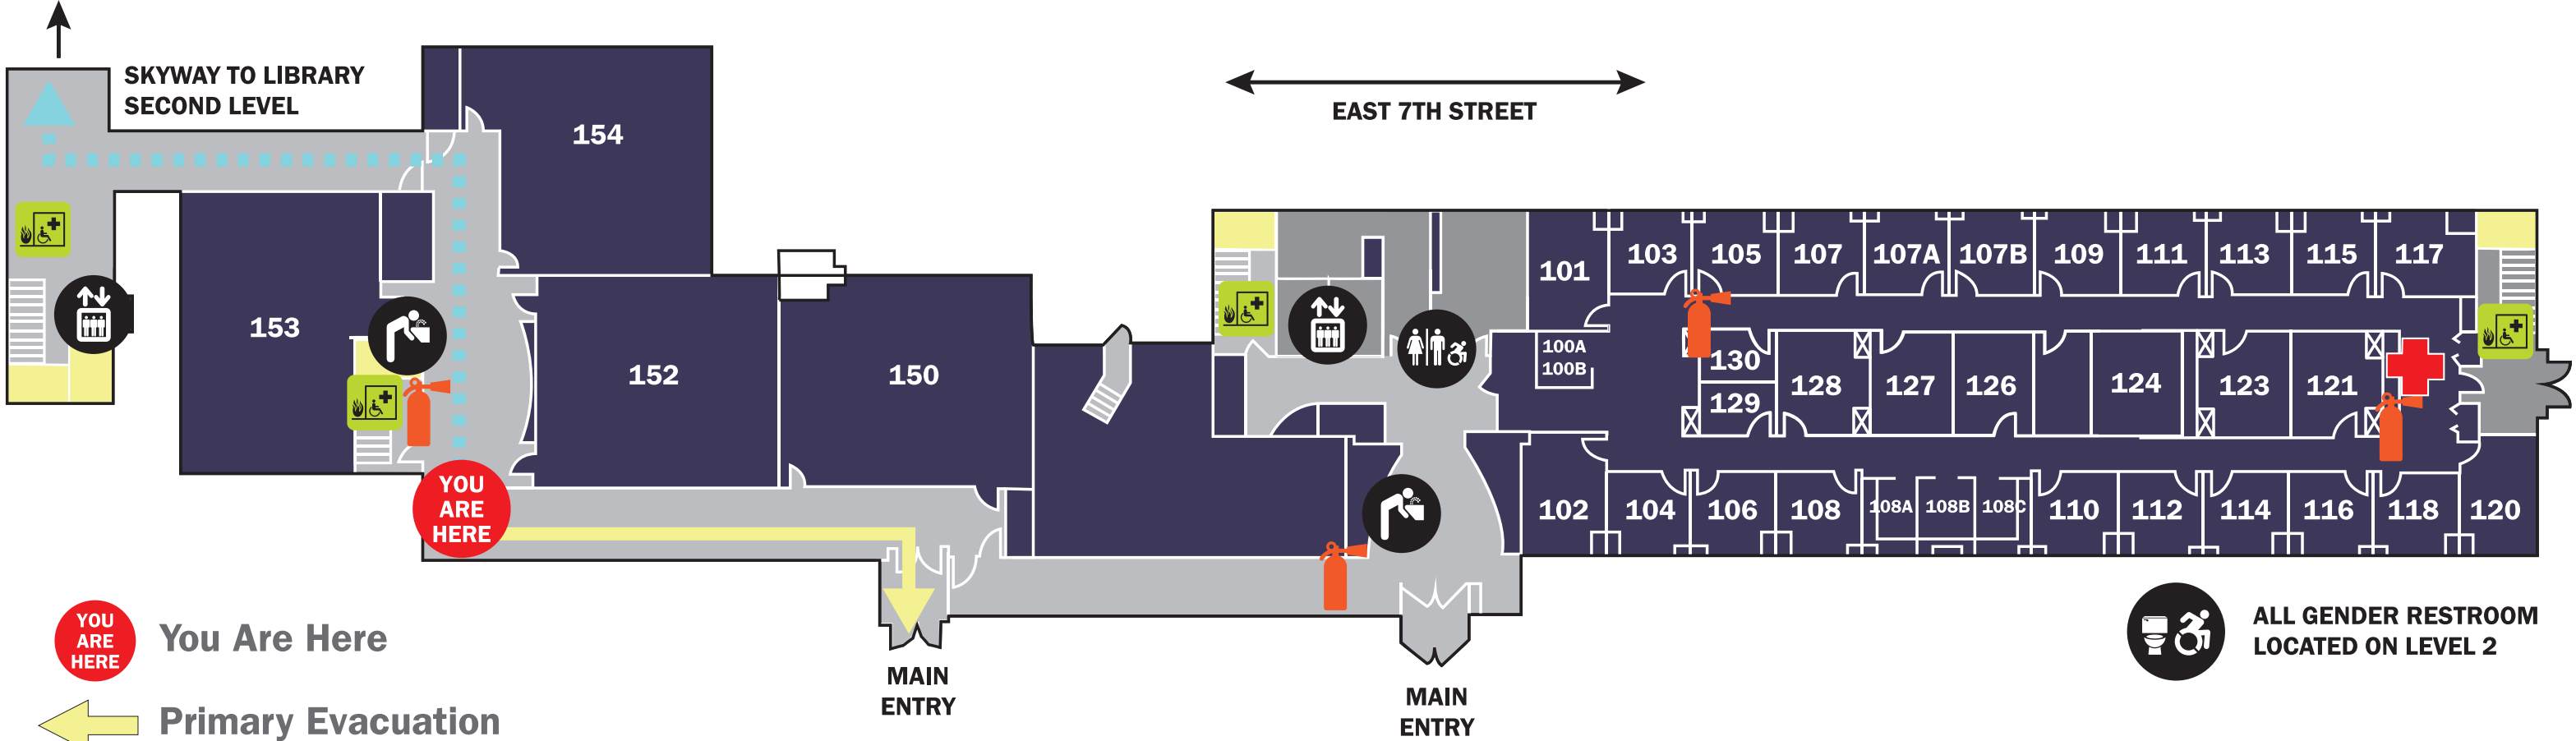 SKYWAY TO LIBRARY
SECOND LEVEL
EAST 7TH STREET
154
153
152
150
101
103
105
107
107A
107B
109
111
113
115
117
100A
100B
130
129
128
127
126
124
123
121
102
104
106
108
108A
108B
108C
110
112
114
116
118
120
YOU
ARE
HERE
MAIN
ENTRY
MAIN
ENTRY
YOU
ARE
HERE
You Are Here
Primary Evacuation
ALL GENDER RESTROOM
LOCATED ON LEVEL 2